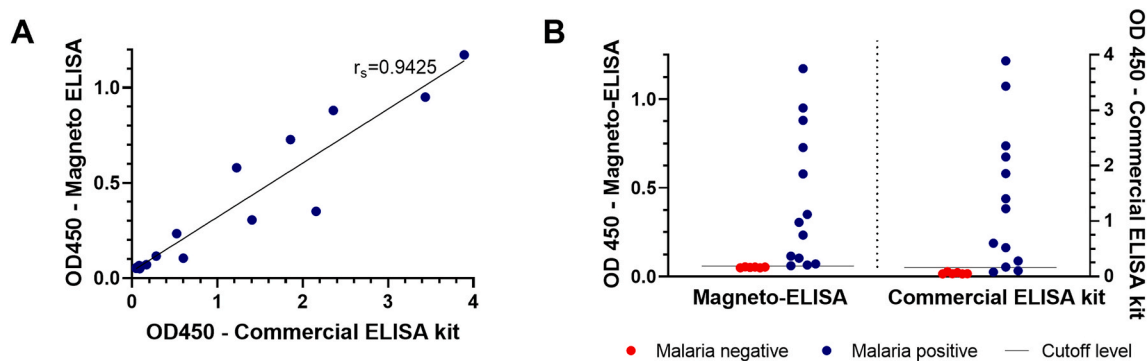 A
OD450 - Magneto ELISA
1.0
0.5
0.0
rs=0.9425
0 1 2 3 4
OD450 - Commercial ELISA kit
B
OD 450 - Magneto-ELISA
1.0
0.5
0.0
OD 450 - Commercial ELISA kit
4
3
2
1
0
Magneto-ELISA Commercial ELISA kit
Malaria negative Malaria positive Cutoff level